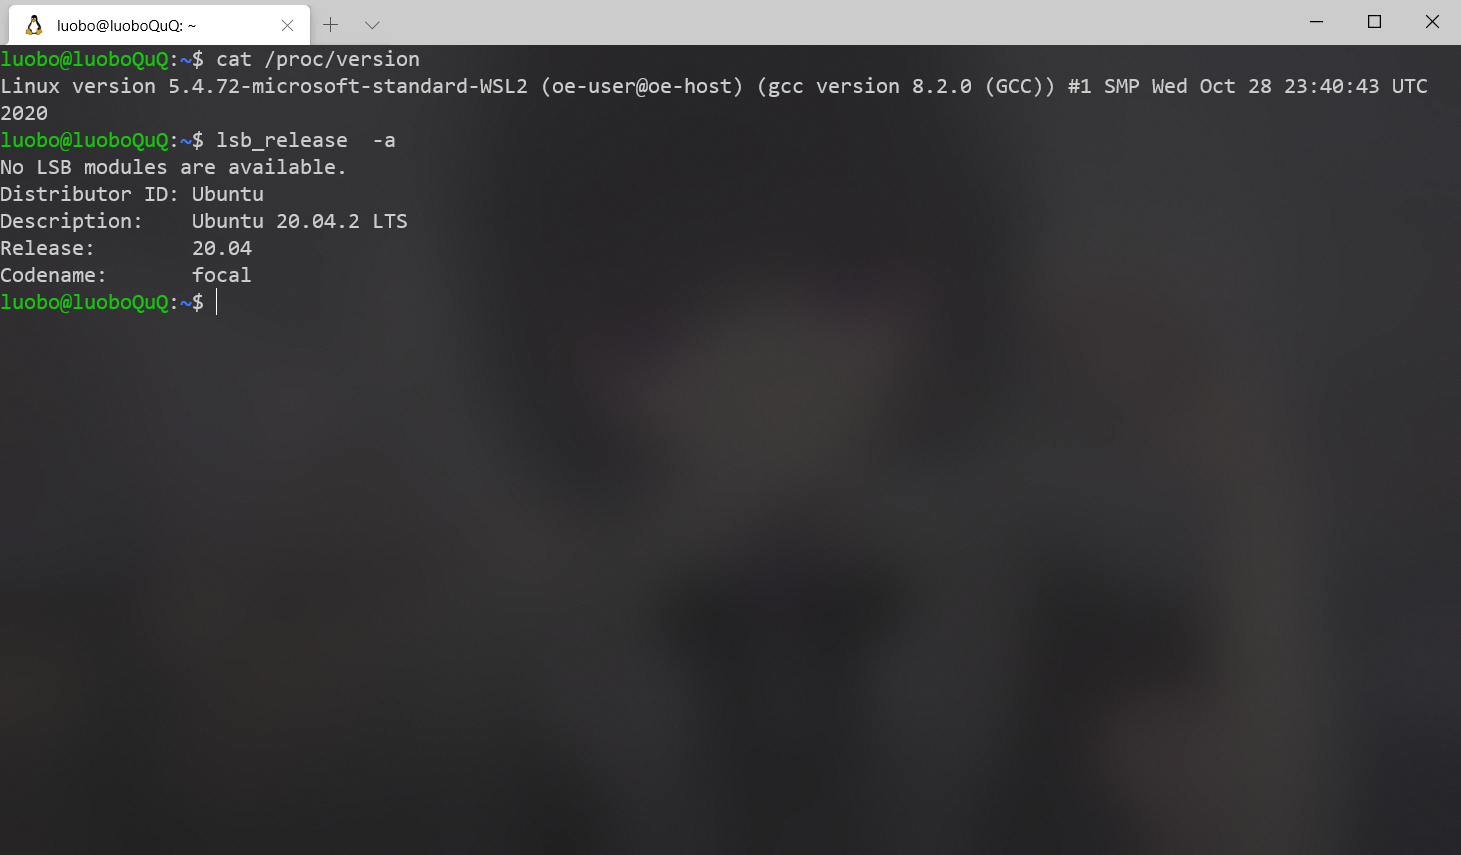 luobo@luoboQuQ: ~
luobo@luoboQuQ:~$ cat /proc/version
Linux version 5.4.72-microsoft-standard-WSL2 (oe-user@oe-host) (gcc version 8.2.0 (GCC)) #1 SMP Wed Oct 28 23:40:43 UTC
2020
luobo@luoboQuQ:~$ lsb_release  -a
No LSB modules are available.
Distributor ID: Ubuntu
Description:    Ubuntu 20.04.2 LTS
Release:        20.04
Codename:       focal
luobo@luoboQuQ:~$